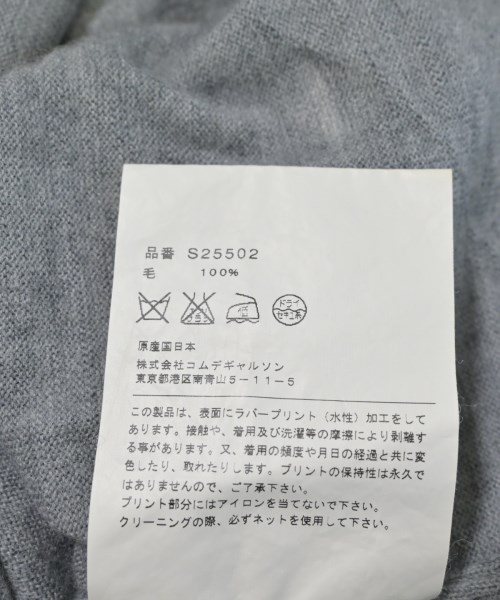 品番 S25502
毛 100%
ドライ
セキユ系
原産国日本
株式会社コムデギャルソン
東京都港区南青山5-11-5
この製品は、表面にラバープリント（水性）加工をして
あります。接触や、着用及び洗濯等の摩擦により剥離す
る事があります。又、着用の頻度や月日の経過と共に変
色したり、取れたりします。プリントの保持性は永久で
はありませんので、ご了承下さい。
プリント部分にはアイロンを当てないで下さい。
クリーニングの際、必ずネットを使用して下さい。